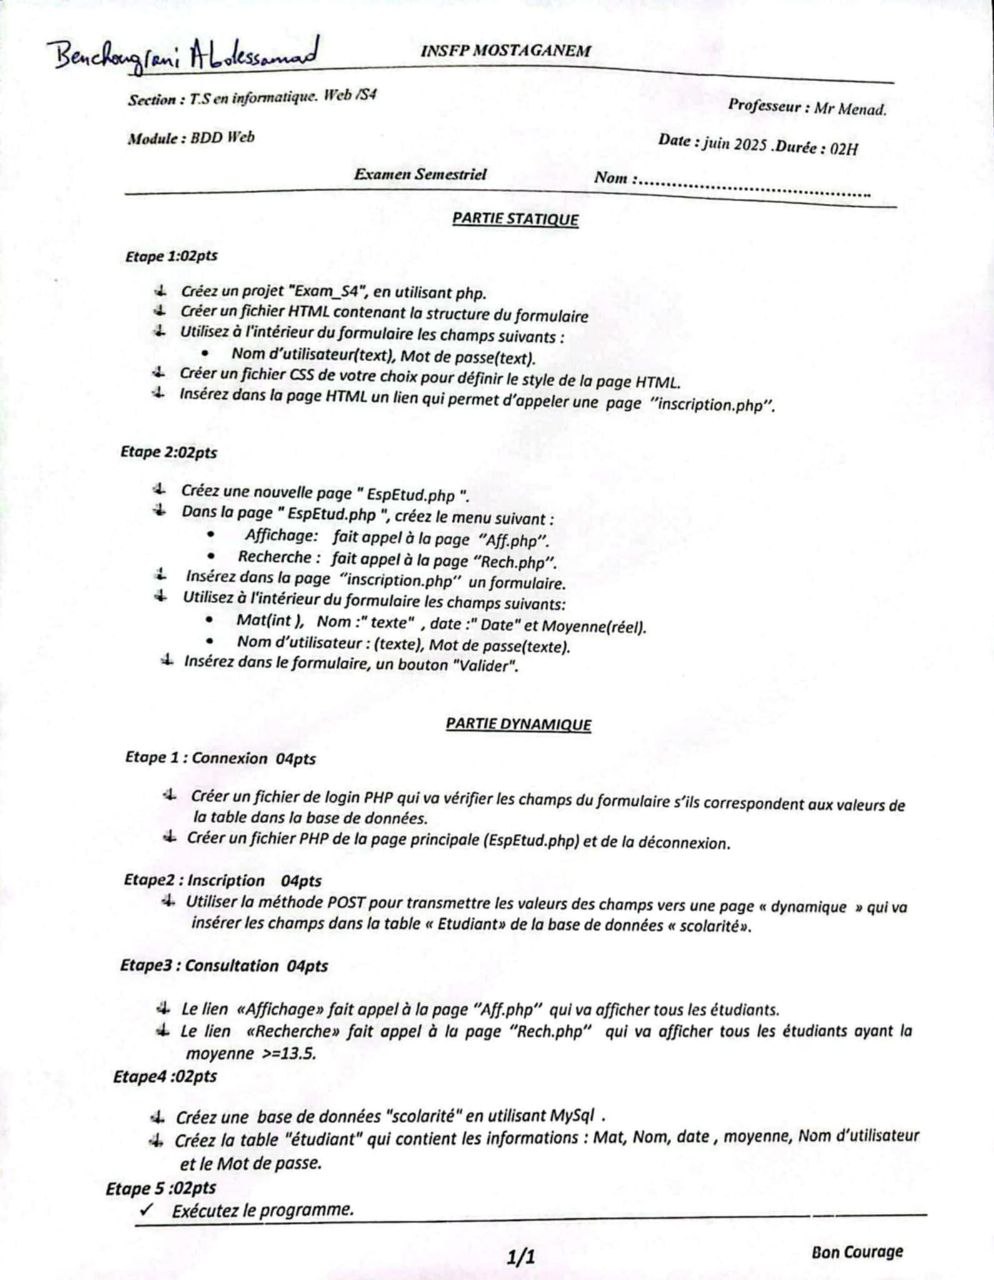 Benchougrani Abdessamad
INSFP MOSTAGANEM
Section : T.S en informatique. Web /S4
Professeur : Mr Menad.
Module : BDD Web
Date : juin 2025 .Durée : 02H
Examen Semestriel
Nom :..................................................
PARTIE STATIQUE
Etape 1:02pts
Créez un projet "Exam_S4", en utilisant php.
Créer un fichier HTML contenant la structure du formulaire
Utilisez à l'intérieur du formulaire les champs suivants :
• Nom d'utilisateur(text), Mot de passe(text).
Créer un fichier CSS de votre choix pour définir le style de la page HTML.
Insérez dans la page HTML un lien qui permet d'appeler une page "inscription.php".
Etape 2:02pts
Créez une nouvelle page " EspEtud.php ".
Dans la page " EspEtud.php ", créez le menu suivant :
• Affichage: fait appel à la page "Aff.php".
• Recherche : fait appel à la page "Rech.php".
Insérez dans la page "inscription.php" un formulaire.
Utilisez à l'intérieur du formulaire les champs suivants:
• Mat(int ), Nom :" texte" , date :" Date" et Moyenne(réel).
• Nom d'utilisateur : (texte), Mot de passe(texte).
Insérez dans le formulaire, un bouton "Valider".
PARTIE DYNAMIQUE
Etape 1 : Connexion 04pts
Créer un fichier de login PHP qui va vérifier les champs du formulaire s'ils correspondent aux valeurs de
la table dans la base de données.
Créer un fichier PHP de la page principale (EspEtud.php) et de la déconnexion.
Etape2 : Inscription 04pts
Utiliser la méthode POST pour transmettre les valeurs des champs vers une page « dynamique » qui va
insérer les champs dans la table « Etudiant» de la base de données « scolarité».
Etape3 : Consultation 04pts
Le lien «Affichage» fait appel à la page "Aff.php" qui va afficher tous les étudiants.
Le lien «Recherche» fait appel à la page "Rech.php" qui va afficher tous les étudiants ayant la
moyenne >=13.5.
Etape4 :02pts
Créez une base de données "scolarité" en utilisant MySql .
Créez la table "étudiant" qui contient les informations : Mat, Nom, date , moyenne, Nom d'utilisateur
et le Mot de passe.
Etape 5 :02pts
✓ Exécutez le programme.
1/1
Bon Courage